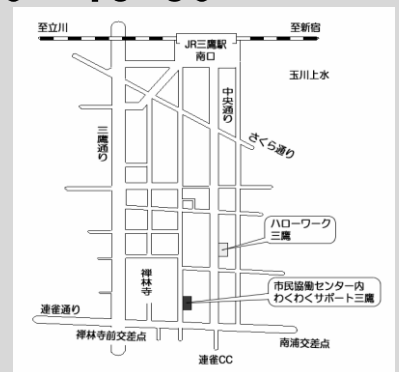 至立川
至新宿
JR三鷹駅
南口
玉川上水
中央通り
三鷹通り
さくら通り
ハローワーク
三鷹
禅林寺
市民協働センター内
わくわくサポート三鷹
連雀通り
禅林寺前交差点
南浦交差点
連雀CC